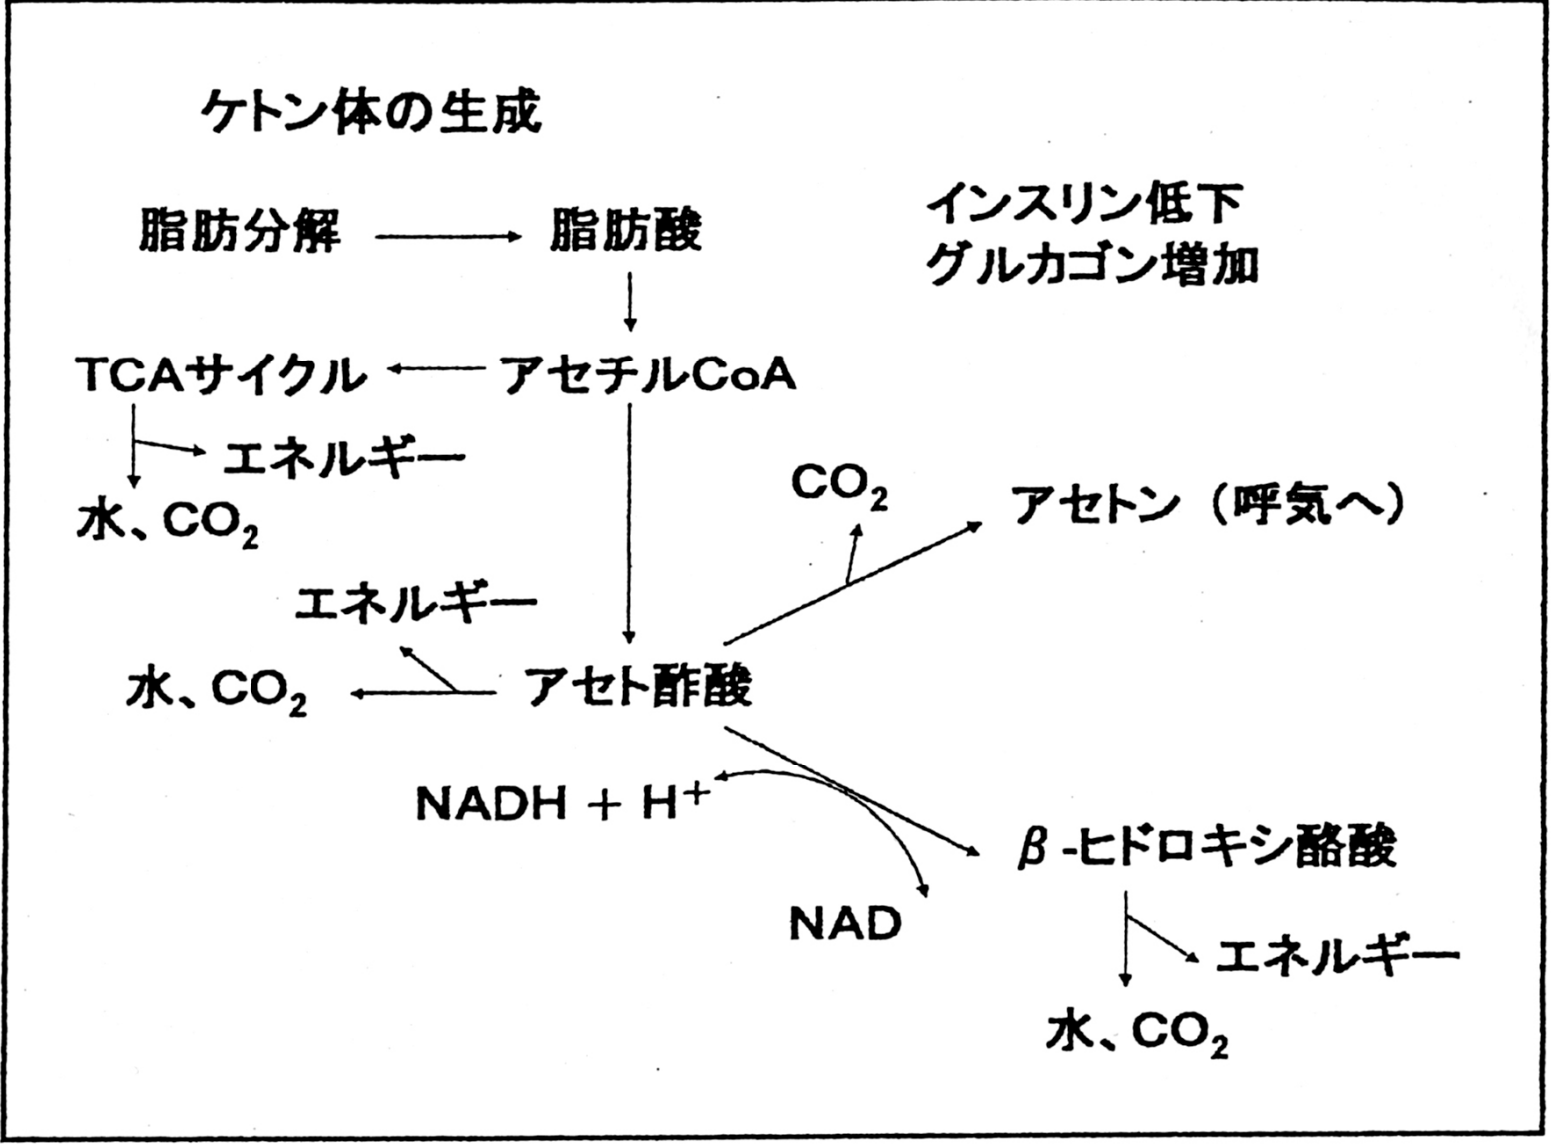 ケトン体の生成
インスリン低下
グルカゴン増加
脂肪分解
脂肪酸
TCAサイクル
アセチルCoA
エネルギー
水、CO₂
CO₂
アセトン（呼気へ）
エネルギー
水、CO₂
アセト酢酸
NADH + H⁺
NAD
β-ヒドロキシ酪酸
エネルギー
水、CO₂